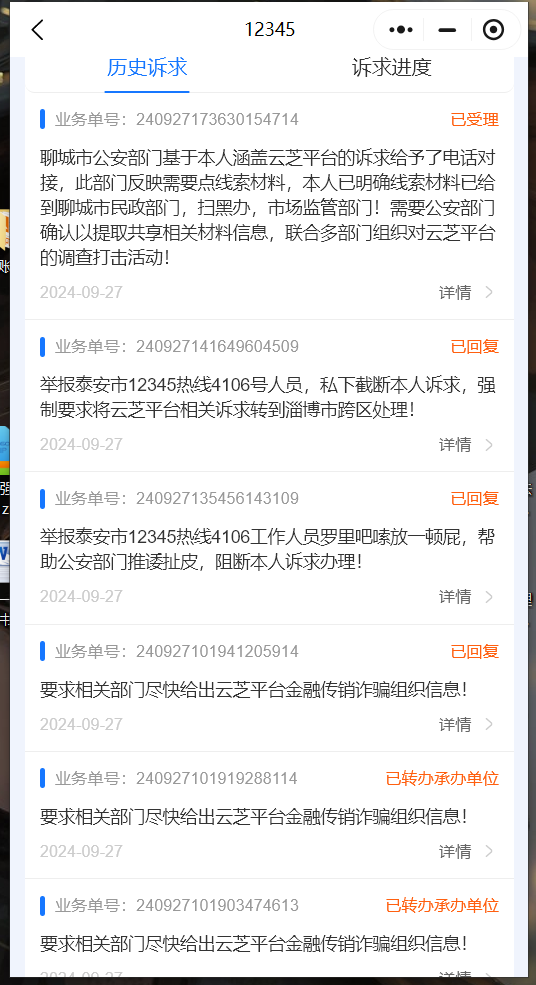 12345
历史诉求
诉求进度
业务单号：240927173630154714
已受理
聊城市公安部门基于本人涵盖云芝平台的诉求给予了电话对
接，此部门反映需要点线索材料，本人已明确线索材料已给
到聊城市民政部门，扫黑办，市场监管部门！需要公安部门
确认以提取共享相关材料信息，联合多部门组织对云芝平台
的调查打击活动！
2024-09-27
详情
业务单号：240927141649604509
已回复
举报泰安市12345热线4106号人员，私下截断本人诉求，强
制要求将云芝平台相关诉求转到淄博市跨区处理！
2024-09-27
详情
业务单号：240927135456143109
已回复
举报泰安市12345热线4106工作人员罗里吧嗦放一顿屁，帮
助公安部门推诿扯皮，阻断本人诉求办理！
2024-09-27
详情
业务单号：240927101941205914
已回复
要求相关部门尽快给出云芝平台金融传销诈骗组织信息！
2024-09-27
详情
业务单号：240927101919288114
已转办承办单位
要求相关部门尽快给出云芝平台金融传销诈骗组织信息！
2024-09-27
详情
业务单号：240927101903474613
已转办承办单位
要求相关部门尽快给出云芝平台金融传销诈骗组织信息！
2024-09-27
详情